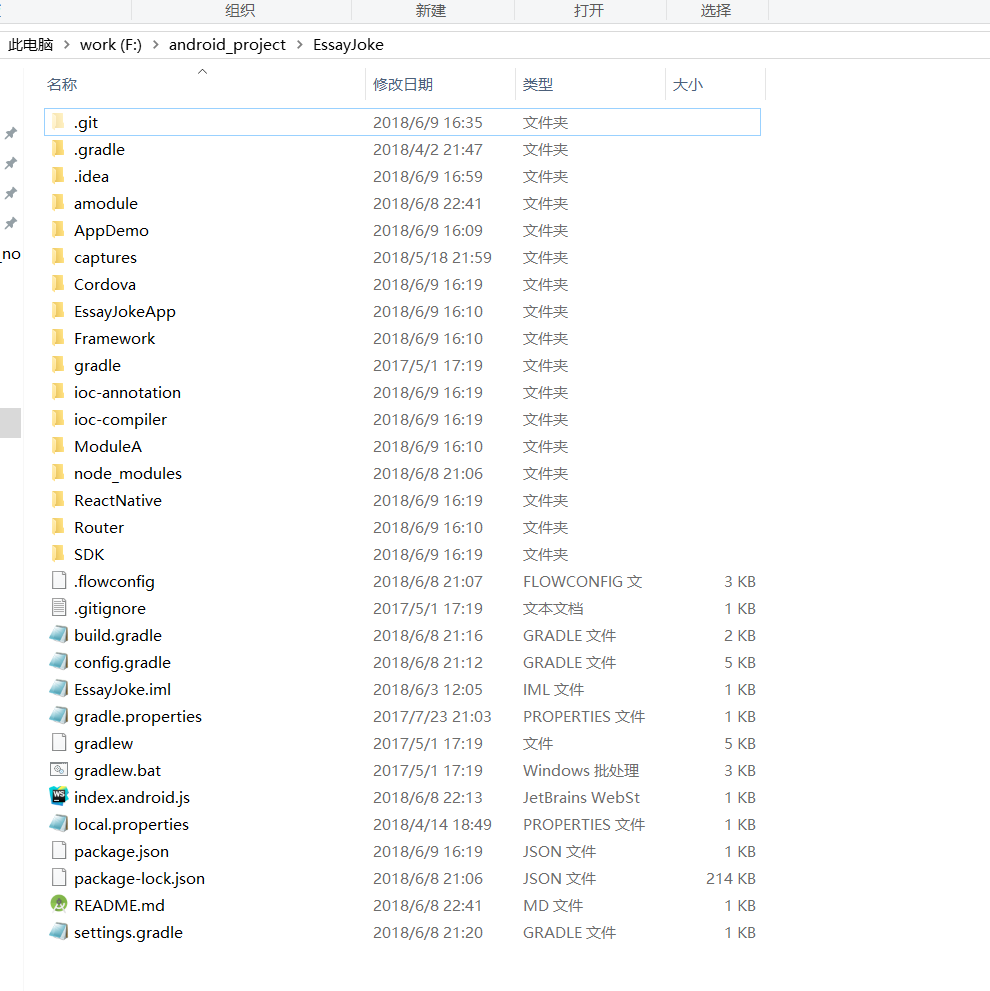 组织 新建 打开 选择
此电脑 > work (F:) > android_project > EssayJoke
名称 修改日期 类型 大小
.git 2018/6/9 16:35 文件夹
.gradle 2018/4/2 21:47 文件夹
.idea 2018/6/9 16:59 文件夹
amodule 2018/6/8 22:41 文件夹
AppDemo 2018/6/9 16:09 文件夹
_no
captures 2018/5/18 21:59 文件夹
Cordova 2018/6/9 16:19 文件夹
EssayJokeApp 2018/6/9 16:10 文件夹
Framework 2018/6/9 16:10 文件夹
gradle 2017/5/1 17:19 文件夹
ioc-annotation 2018/6/9 16:19 文件夹
ioc-compiler 2018/6/9 16:19 文件夹
ModuleA 2018/6/9 16:10 文件夹
node_modules 2018/6/8 21:06 文件夹
ReactNative 2018/6/9 16:19 文件夹
Router 2018/6/9 16:10 文件夹
SDK 2018/6/9 16:19 文件夹
.flowconfig 2018/6/8 21:07 FLOWCONFIG 文 3 KB
.gitignore 2017/5/1 17:19 文本文档 1 KB
build.gradle 2018/6/8 21:16 GRADLE 文件 2 KB
config.gradle 2018/6/8 21:12 GRADLE 文件 5 KB
EssayJoke.iml 2018/6/3 12:05 IML 文件 1 KB
gradle.properties 2017/7/23 21:03 PROPERTIES 文件 1 KB
gradlew 2017/5/1 17:19 文件 5 KB
gradlew.bat 2017/5/1 17:19 Windows 批处理 3 KB
index.android.js 2018/6/8 22:13 JetBrains WebSt 1 KB
local.properties 2018/4/14 18:49 PROPERTIES 文件 1 KB
package.json 2018/6/9 16:19 JSON 文件 1 KB
package-lock.json 2018/6/8 21:06 JSON 文件 214 KB
README.md 2018/6/8 22:41 MD 文件 1 KB
settings.gradle 2018/6/8 21:20 GRADLE 文件 1 KB